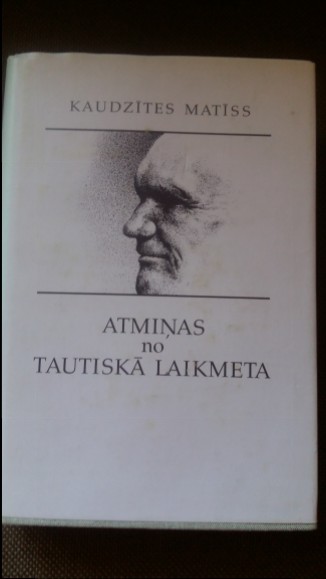 KAUDZĪTES MATĪSS
ATMIŅAS
no
TAUTISKĀ LAIKMETA